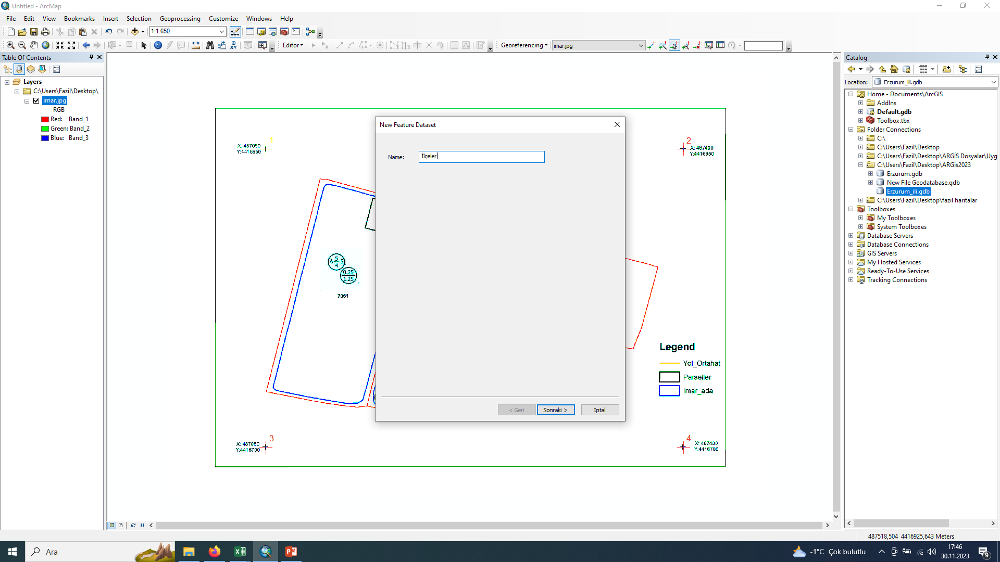 Untitled - ArcMap
File Edit View Bookmarks Insert Selection Geoprocessing Customize Windows Help
1:1.650
Editor Georeferencing imar.jpg
Table Of Contents
Layers
C:\Users\Fazil\Desktop\
imar.jpg
RGB
Red: Band_1
Green: Band_2
Blue: Band_3
1
X: 487050
Y:4416950
2
X: 487400
Y:4416950
A 5 5
4
0.25
1.25
7051
3
X: 487050
Y:4416700
4
X: 487400
Y:4416700
Legend
Yol_Ortahat
Parseller
Imar_ada
New Feature Dataset
Name: İlçeler
< Geri Sonraki > İptal
Catalog
Location: Erzurum_ili.gdb
Home - Documents\ArcGIS
AddIns
Default.gdb
Toolbox.tbx
Folder Connections
C:\
C:\Users\Fazil\Desktop
C:\Users\Fazil\Desktop\ARGİS Dosyalar\Uyg
C:\Users\Fazil\Desktop\ARGis2023
Erzurum.gdb
New File Geodatabase.gdb
Erzurum_ili.gdb
C:\Users\Fazil\Desktop\fazıl haritalar
Toolboxes
My Toolboxes
System Toolboxes
Database Servers
Database Connections
GIS Servers
My Hosted Services
Ready-To-Use Services
Tracking Connections
487518,504 4416925,643 Meters
Ara
-1°C Çok bulutlu
17:46
30.11.2023
9